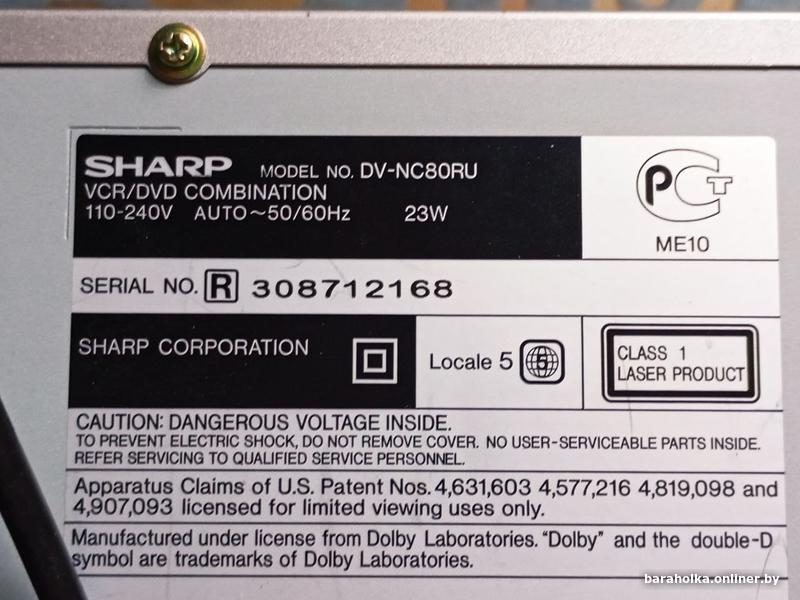 SHARP MODEL NO. DV-NC80RU
VCR/DVD COMBINATION
110-240V AUTO~50/60Hz 23W
РСТ
ME10
SERIAL NO. R 308712168
SHARP CORPORATION
Locale 5 5
CLASS 1
LASER PRODUCT
CAUTION: DANGEROUS VOLTAGE INSIDE.
TO PREVENT ELECTRIC SHOCK, DO NOT REMOVE COVER. NO USER-SERVICEABLE PARTS INSIDE.
REFER SERVICING TO QUALIFIED SERVICE PERSONNEL.
Apparatus Claims of U.S. Patent Nos. 4,631,603 4,577,216 4,819,098 and
4,907,093 licensed for limited viewing uses only.
Manufactured under license from Dolby Laboratories. "Dolby" and the double-D
symbol are trademarks of Dolby Laboratories.
baraholka.onliner.by